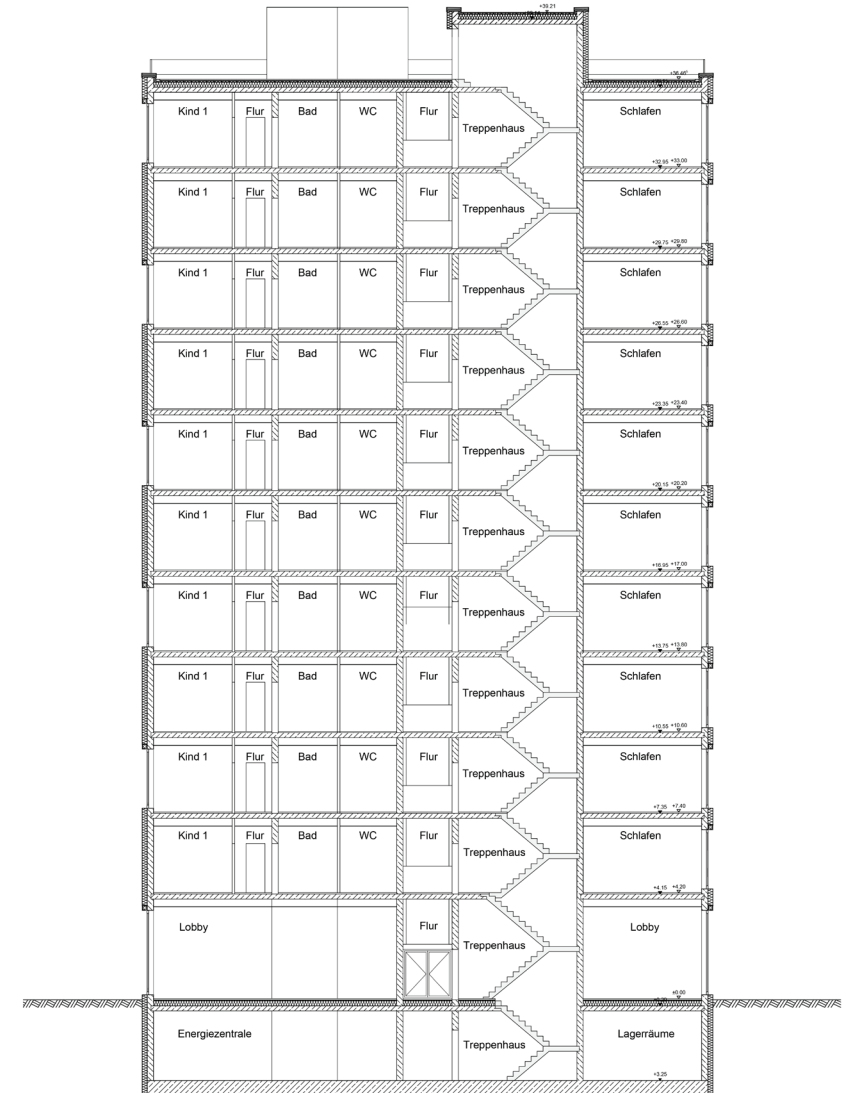 +39.21
+36.46⁵
Kind 1 Flur Bad WC Flur Treppenhaus Schlafen
+32.95 +33.00
Kind 1 Flur Bad WC Flur Treppenhaus Schlafen
+29.75 +29.80
Kind 1 Flur Bad WC Flur Treppenhaus Schlafen
+26.55 +26.60
Kind 1 Flur Bad WC Flur Treppenhaus Schlafen
+23.35 +23.40
Kind 1 Flur Bad WC Flur Treppenhaus Schlafen
+20.15 +20.20
Kind 1 Flur Bad WC Flur Treppenhaus Schlafen
+16.95 +17.00
Kind 1 Flur Bad WC Flur Treppenhaus Schlafen
+13.75 +13.80
Kind 1 Flur Bad WC Flur Treppenhaus Schlafen
+10.55 +10.60
Kind 1 Flur Bad WC Flur Treppenhaus Schlafen
+7.35 +7.40
Kind 1 Flur Bad WC Flur Treppenhaus Schlafen
+4.15 +4.20
Lobby Flur Treppenhaus Lobby
±0.00
Energiezentrale Treppenhaus Lagerräume
+3.25